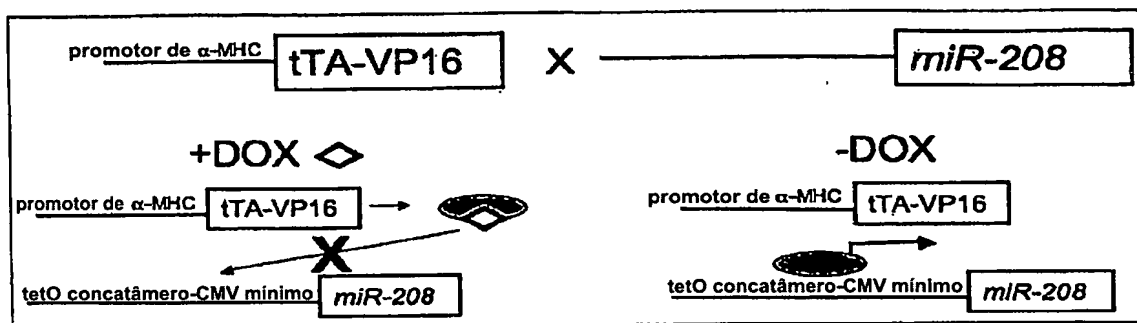 promotor de α-MHC tTA-VP16 X miR-208
+DOX
promotor de α-MHC tTA-VP16
X
tetO concatâmero-CMV mínimo miR-208
-DOX
promotor de α-MHC tTA-VP16
tetO concatâmero-CMV mínimo miR-208